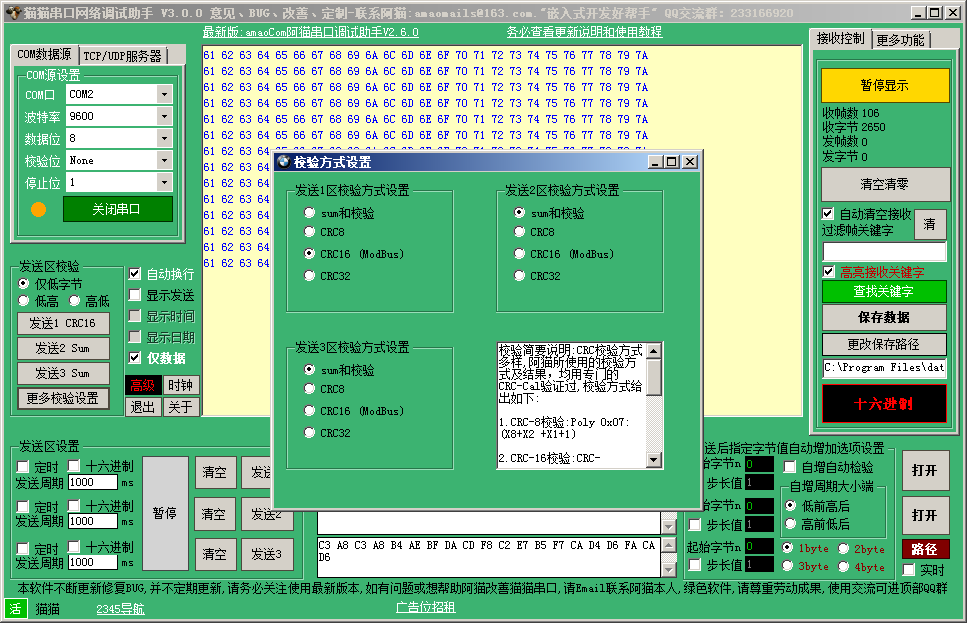 猫猫串口网络调试助手 V3.0.0 意见、BUG、改善、定制-联系阿猫:amaomails@163.com."嵌入式开发好帮手" QQ交流群: 233166920
最新版:amaoCom阿猫串口调试助手V2.6.0
务必查看更新说明和使用教程
COM数据源
TCP/UDP服务器
COM源设置
COM口 COM2
波特率 9600
数据位 8
校验位 None
停止位 1
关闭串口
61 62 63 64 65 66 67 68 69 6A 6C 6D 6E 6F 70 71 72 73 74 75 76 77 78 79 7A
61 62 63 64 65 66 67 68 69 6A 6C 6D 6E 6F 70 71 72 73 74 75 76 77 78 79 7A
61 62 63 64 65 66 67 68 69 6A 6C 6D 6E 6F 70 71 72 73 74 75 76 77 78 79 7A
61 62 63 64 65 66 67 68 69 6A 6C 6D 6E 6F 70 71 72 73 74 75 76 77 78 79 7A
61 62 63 64 65 66 67 68 69 6A 6C 6D 6E 6F 70 71 72 73 74 75 76 77 78 79 7A
61 62 63 64 65 66 67 68 69 6A 6C 6D 6E 6F 70 71 72 73 74 75 76 77 78 79 7A
61 62 63 64
61 62 63 64
61 62 63 64
61 62 63 64
61 62 63 64
61 62 63 64
61 62 63 64
61 62 63 64
接收控制
更多功能
暂停显示
收帧数 106
收字节 2650
发帧数 0
发字节 0
清空清零
自动清空接收
过滤帧关键字
清
高亮接收关键字
查找关键字
保存数据
更改保存路径
C:\Program Files\dat
十六进制
发送区校验
仅低字节
低高 高低
发送1 CRC16
发送2 Sum
发送3 Sum
更多校验设置
自动换行
显示发送
显示时间
显示日期
仅数据
高级 时钟
退出 关于
校验方式设置
发送1区校验方式设置
sum和校验
CRC8
CRC16 (ModBus)
CRC32
发送2区校验方式设置
sum和校验
CRC8
CRC16 (ModBus)
CRC32
发送3区校验方式设置
sum和校验
CRC8
CRC16 (ModBus)
CRC32
校验简要说明:CRC校验方式
多样,阿猫所使用的校验方
式及结果，均用专门的
CRC-Cal验证过,校验方式给
出如下:
1.CRC-8校验:Poly 0x07:
(X8+X2 +X1+1)
2.CRC-16校验:CRC-
发送区设置
定时 十六进制
发送周期 1000 ms
定时 十六进制
发送周期 1000 ms
定时 十六进制
发送周期 1000 ms
暂停
清空 发送
清空 发送2
清空 发送3
C3 A8 C3 A8 B4 AE BF DA CD F8 C2 E7 B5 F7 CA D4 D6 FA CA
D6
送后指定字节值自动增加选项设置
始字节n 0
步长值 1
始字节n 0
步长值 1
起始字节n 0
步长值 1
自增自动检验
自增周期大小端
低前高后
高前低后
1byte 2byte
3byte 4byte
打开
打开
路径
实时
本软件不断更新修复BUG,并不定期更新,请务必关注使用最新版本,如有问题或想帮助阿猫改善猫猫串口,请Email联系阿猫本人,绿色软件,请尊重劳动成果,使用交流可进顶部QQ群
活 猫猫 2345导航 广告位招租